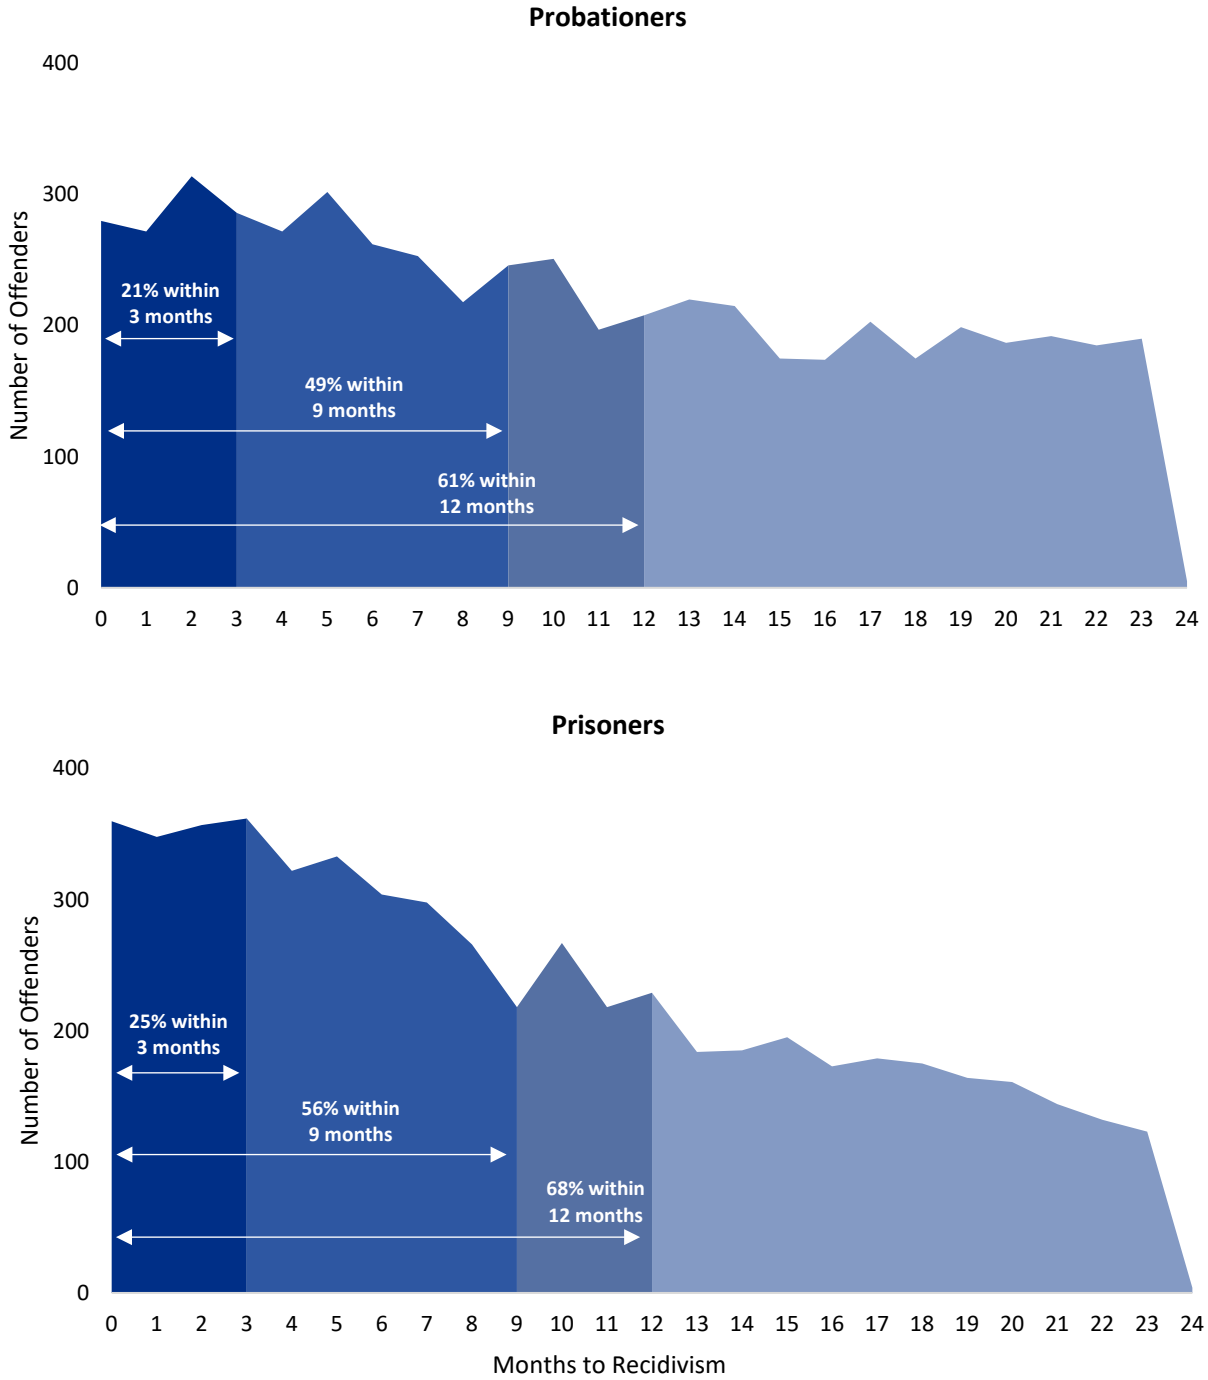 Probationers
400
300
200
100
0
Number of Offenders
21% within
3 months
49% within
9 months
61% within
12 months
0 1 2 3 4 5 6 7 8 9 10 11 12 13 14 15 16 17 18 19 20 21 22 23 24
Prisoners
400
300
200
100
0
Number of Offenders
25% within
3 months
56% within
9 months
68% within
12 months
0 1 2 3 4 5 6 7 8 9 10 11 12 13 14 15 16 17 18 19 20 21 22 23 24
Months to Recidivism